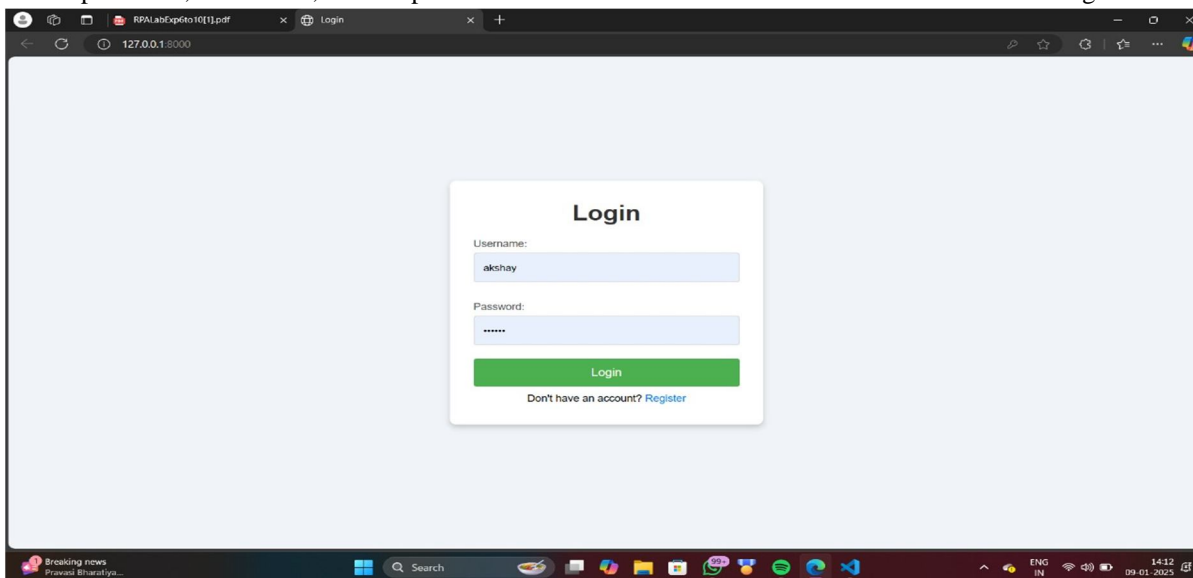 RPALabExp6to10[1].pdf
Login
127.0.0.1:8000
Login
Username:
akshay
Password:
••••••
Login
Don't have an account? Register
Breaking news
Pravasi Bharatiya...
Search
99+
ENG
IN
14:12
09-01-2025